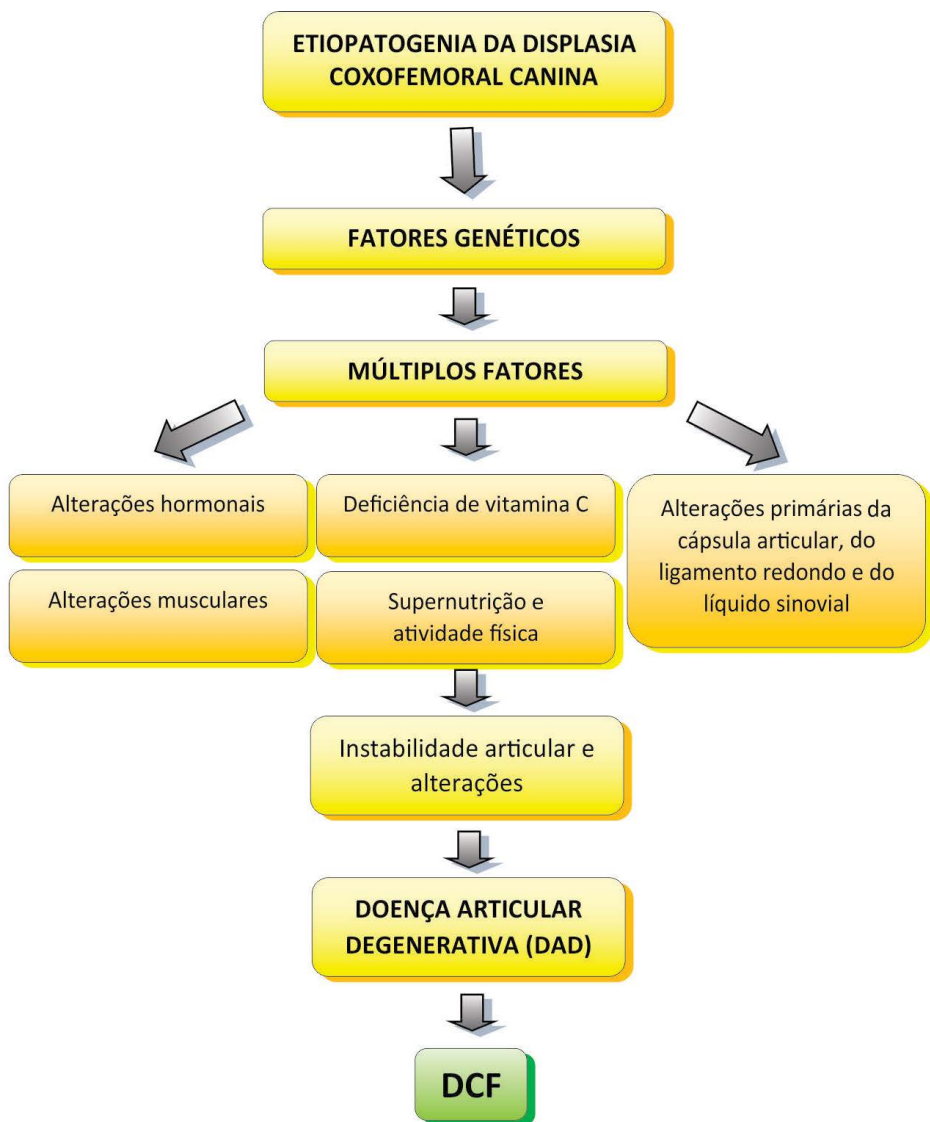 ETIOPATOGENIA DA DISPLASIA
COXOFEMORAL CANINA
FATORES GENÉTICOS
MÚLTIPLOS FATORES
Alterações hormonais
Deficiência de vitamina C
Alterações primárias da
cápsula articular, do
ligamento redondo e do
líquido sinovial
Alterações musculares
Supernutrição e
atividade física
Instabilidade articular e
alterações
DOENÇA ARTICULAR
DEGENERATIVA (DAD)
DCF